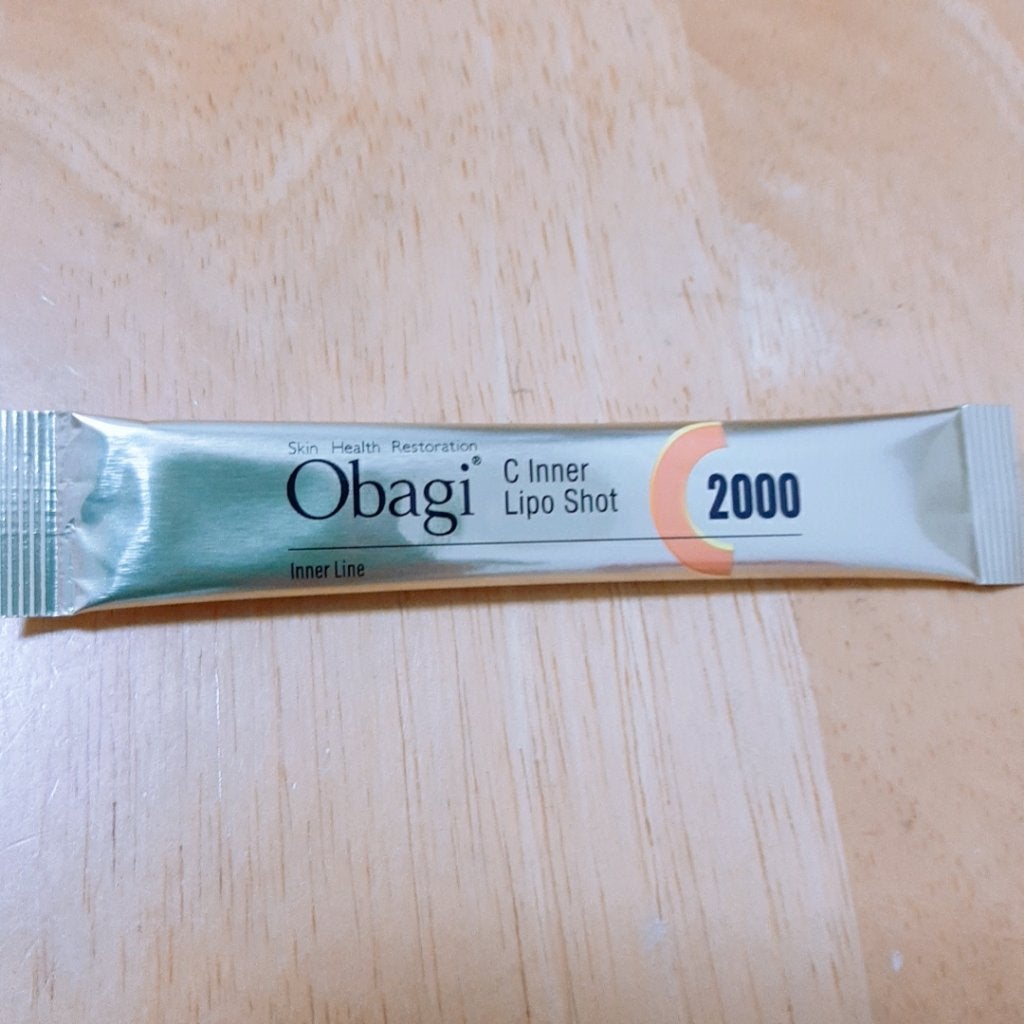 Skin Health Restoration
Obagi®
C Inner
Lipo Shot
C 2000
Inner Line